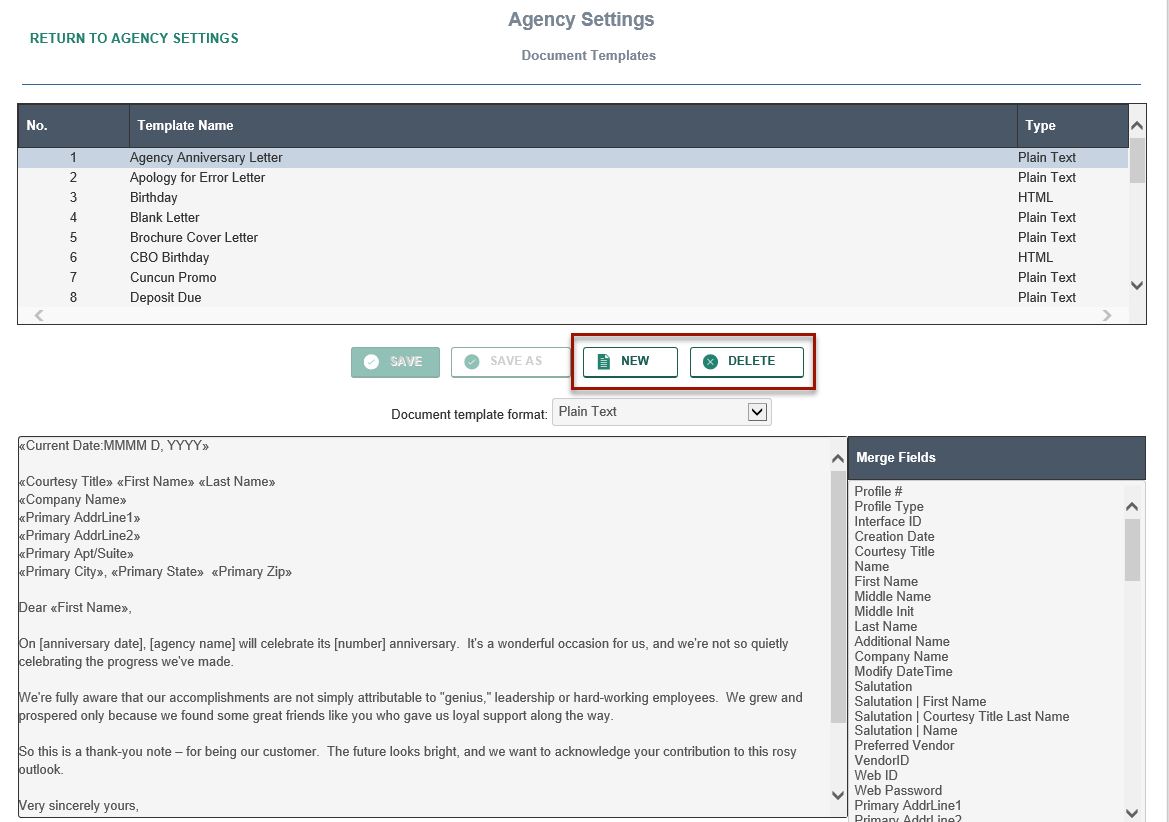 Agency Settings
RETURN TO AGENCY SETTINGS
Document Templates
No. Template Name Type
1 Agency Anniversary Letter Plain Text
2 Apology for Error Letter Plain Text
3 Birthday HTML
4 Blank Letter Plain Text
5 Brochure Cover Letter Plain Text
6 CBO Birthday HTML
7 Cuncun Promo Plain Text
8 Deposit Due Plain Text
SAVE SAVE AS NEW DELETE
Document template format: Plain Text
«Current Date:MMMM D, YYYY»
«Courtesy Title» «First Name» «Last Name»
«Company Name»
«Primary AddrLine1»
«Primary AddrLine2»
«Primary Apt/Suite»
«Primary City», «Primary State»  «Primary Zip»
Dear «First Name»,
On [anniversary date], [agency name] will celebrate its [number] anniversary.  It's a wonderful occasion for us, and we're not so quietly
celebrating the progress we've made.
We're fully aware that our accomplishments are not simply attributable to "genius," leadership or hard-working employees.  We grew and
prospered only because we found some great friends like you who gave us loyal support along the way.
So this is a thank-you note – for being our customer.  The future looks bright, and we want to acknowledge your contribution to this rosy
outlook.
Very sincerely yours,
Merge Fields
Profile #
Profile Type
Interface ID
Creation Date
Courtesy Title
Name
First Name
Middle Name
Middle Init
Last Name
Additional Name
Company Name
Modify DateTime
Salutation
Salutation | First Name
Salutation | Courtesy Title Last Name
Salutation | Name
Preferred Vendor
VendorID
Web ID
Web Password
Primary AddrLine1
Primary AddrLine2